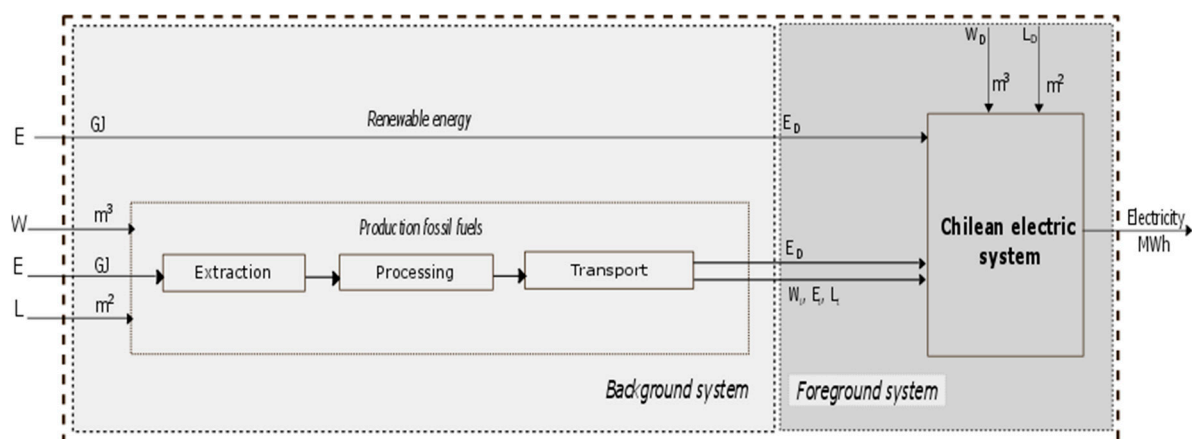 W_D L_D
m³ m²
E GJ Renewable energy E_D
W m³
Production fossil fuels
E GJ Extraction Processing Transport E_D
W_I, E_I, L_I
L m²
Chilean electric
system
Electricity
MWh
Background system
Foreground system